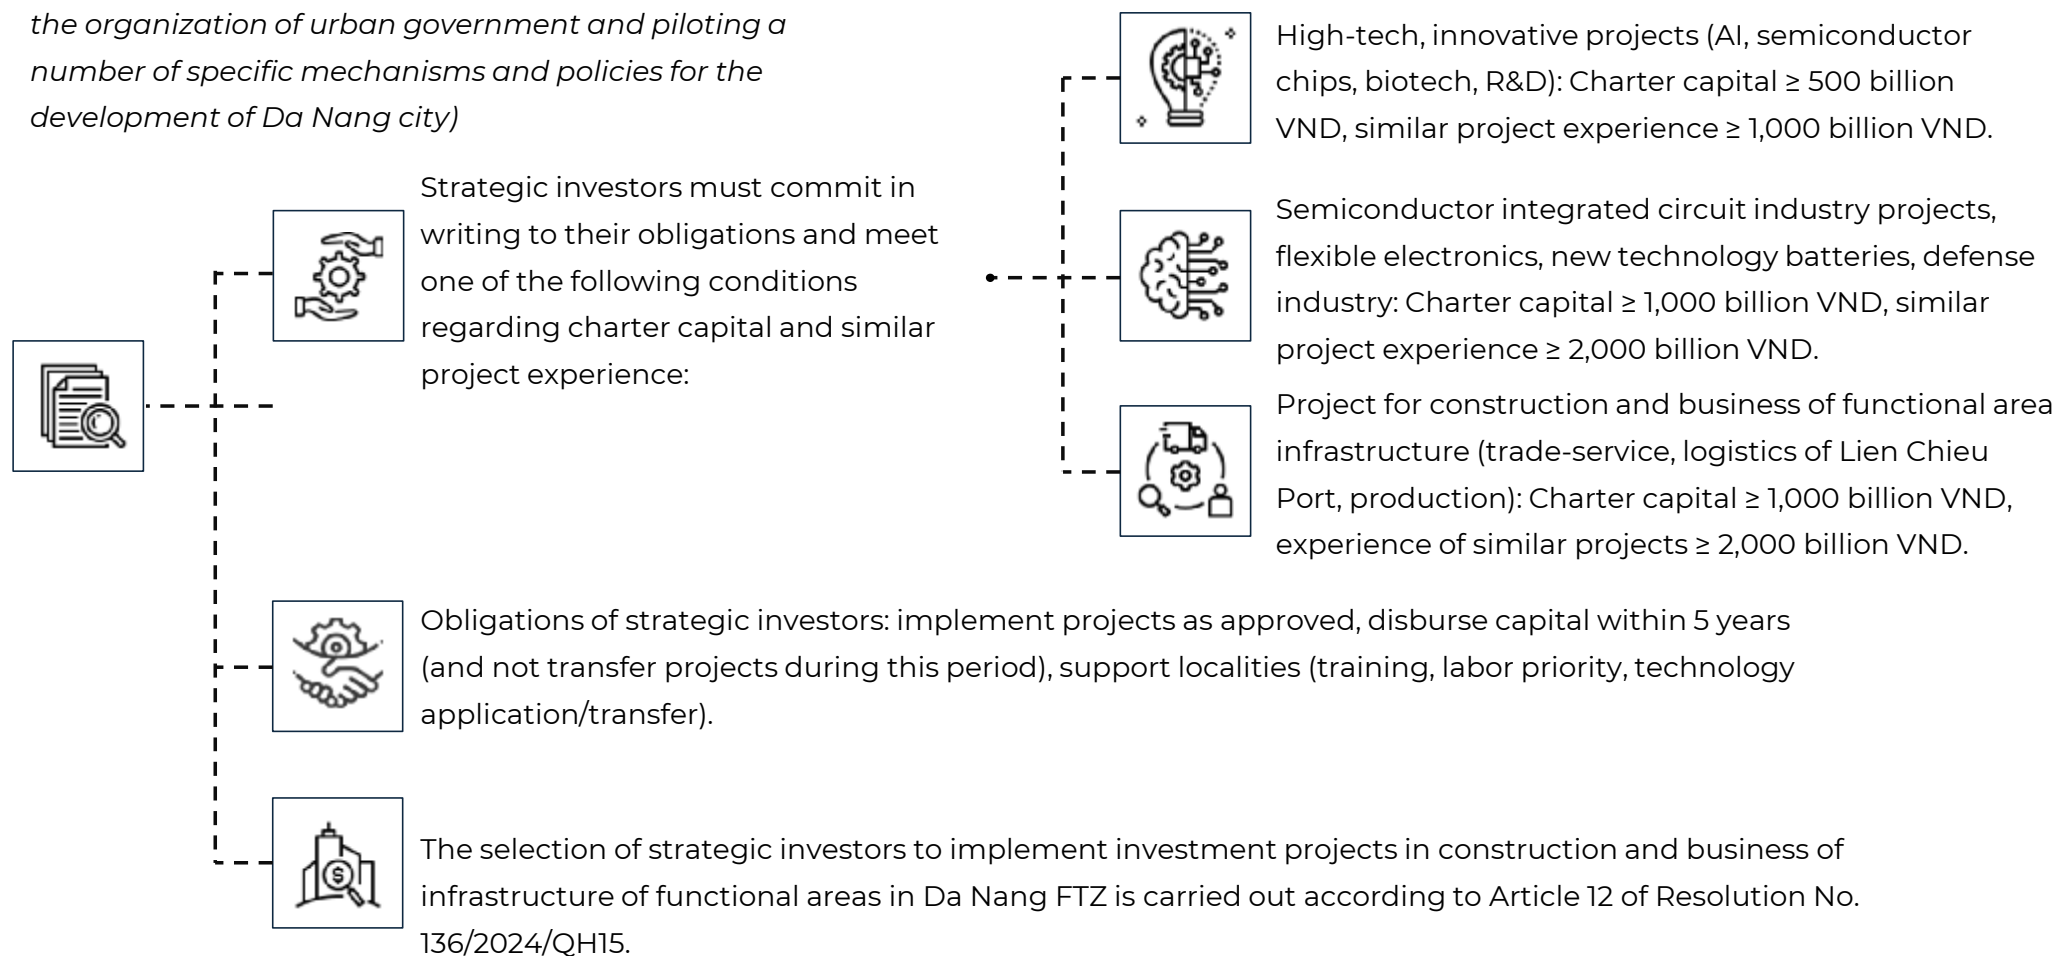 the organization of urban government and piloting a
number of specific mechanisms and policies for the
development of Da Nang city)
Strategic investors must commit in
writing to their obligations and meet
one of the following conditions
regarding charter capital and similar
project experience:
High-tech, innovative projects (AI, semiconductor
chips, biotech, R&D): Charter capital ≥ 500 billion
VND, similar project experience ≥ 1,000 billion VND.
Semiconductor integrated circuit industry projects,
flexible electronics, new technology batteries, defense
industry: Charter capital ≥ 1,000 billion VND, similar
project experience ≥ 2,000 billion VND.
Project for construction and business of functional area
infrastructure (trade-service, logistics of Lien Chieu
Port, production): Charter capital ≥ 1,000 billion VND,
experience of similar projects ≥ 2,000 billion VND.
Obligations of strategic investors: implement projects as approved, disburse capital within 5 years
(and not transfer projects during this period), support localities (training, labor priority, technology
application/transfer).
The selection of strategic investors to implement investment projects in construction and business of
infrastructure of functional areas in Da Nang FTZ is carried out according to Article 12 of Resolution No.
136/2024/QH15.